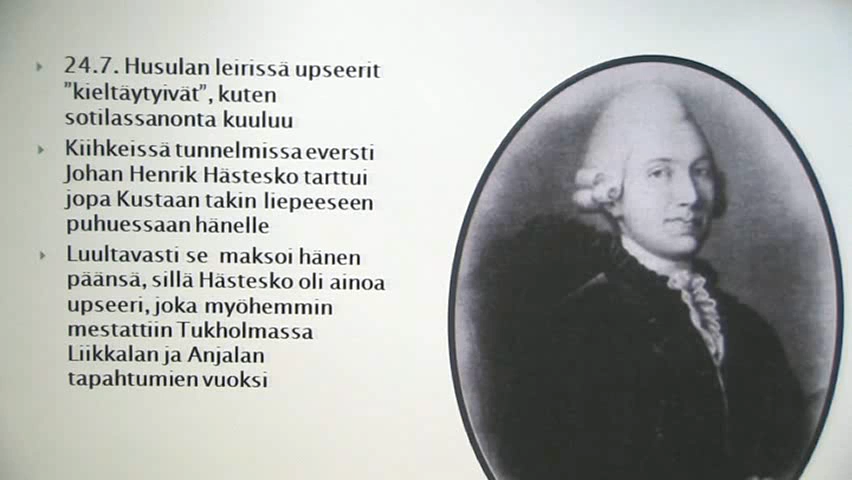 24.7. Husulan leirissä upseerit
"kieltäytyivät", kuten
sotilassanonta kuuluu
Kiihkeissä tunnelmissa eversti
Johan Henrik Hästesko tarttui
jopa Kustaan takin liepeeseen
puhuessaan hänelle
Luultavasti se maksoi hänen
päänsä, sillä Hästesko oli ainoa
upseeri, joka myöhemmin
mestattiin Tukholmassa
Liikkalan ja Anjalan
tapahtumien vuoksi